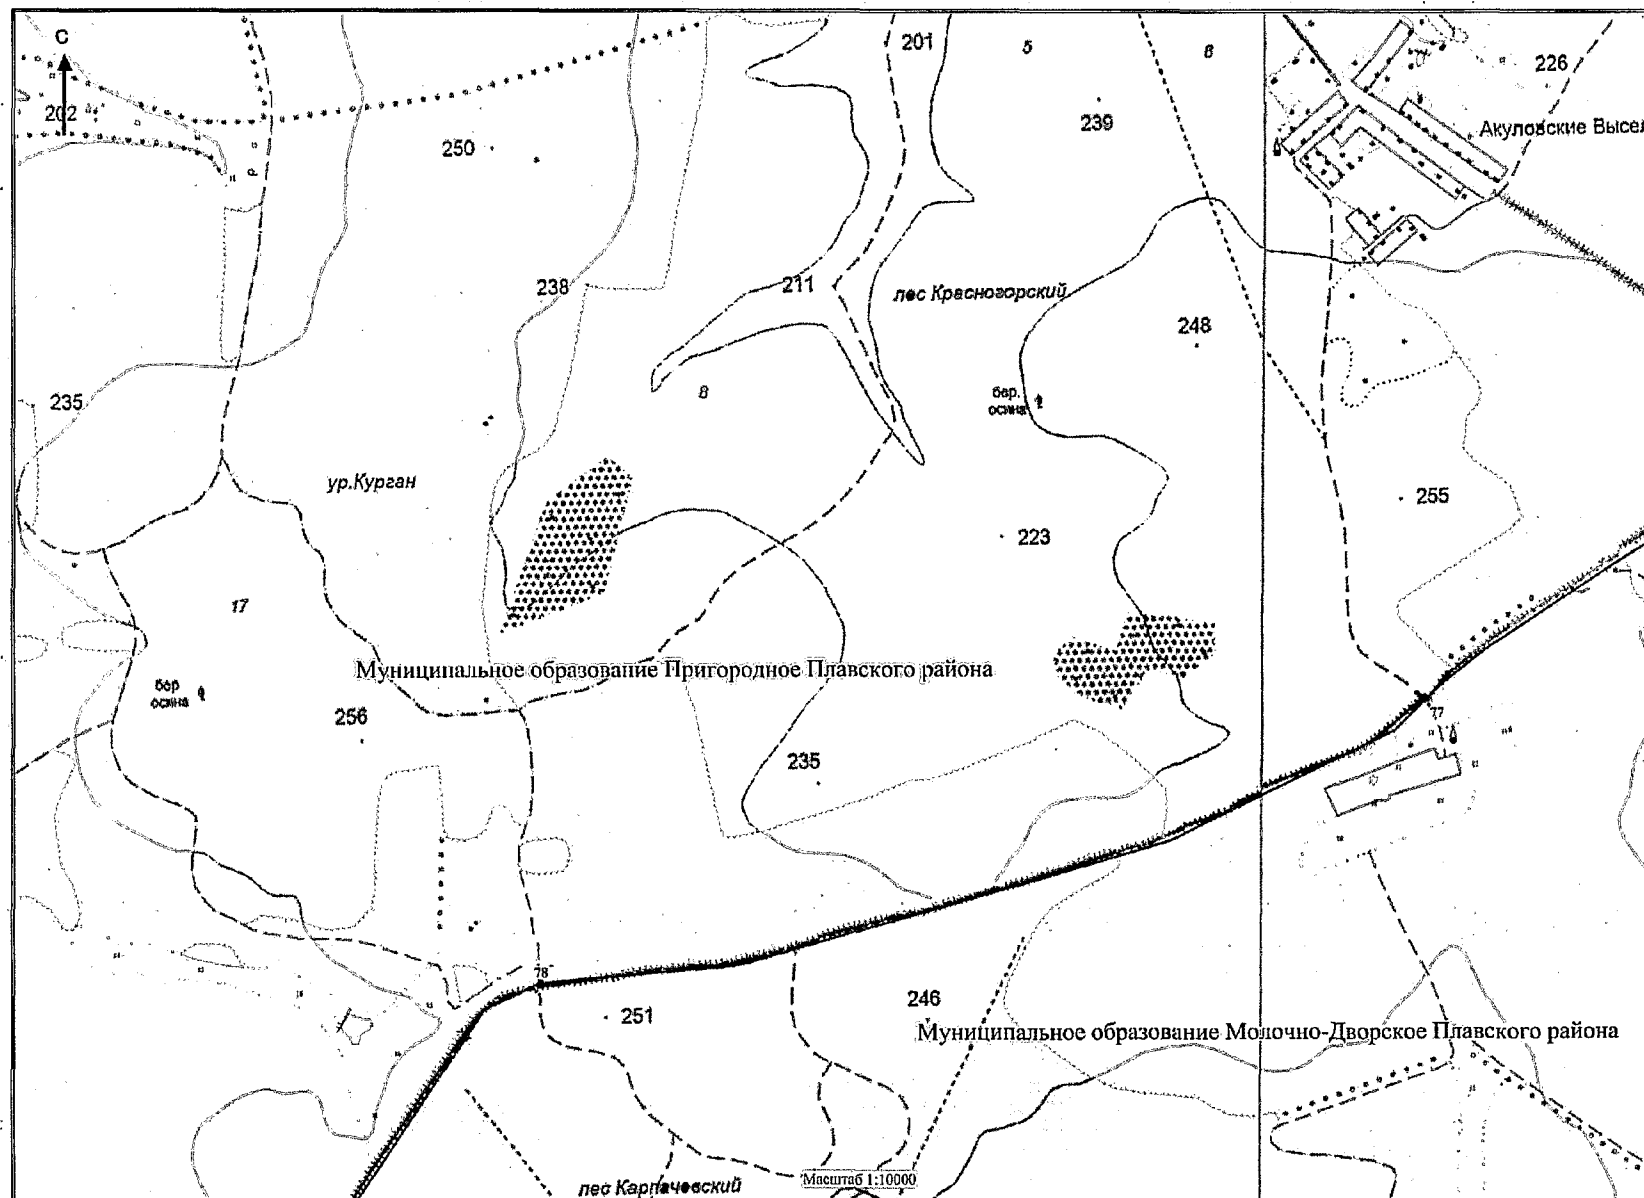 С
201
5
6
226
202
239
Акуловские Высел
250
238
211
лес Красногорский
248
235
8
бер.
осина
ур.Курган
255
223
17
Муниципальное образование Пригородное Плавского района
бер
осина
256
77
235
78
251
246
Муниципальное образование Молочно-Дворское Плавского района
Масштаб 1:10000
лес Карпачевский